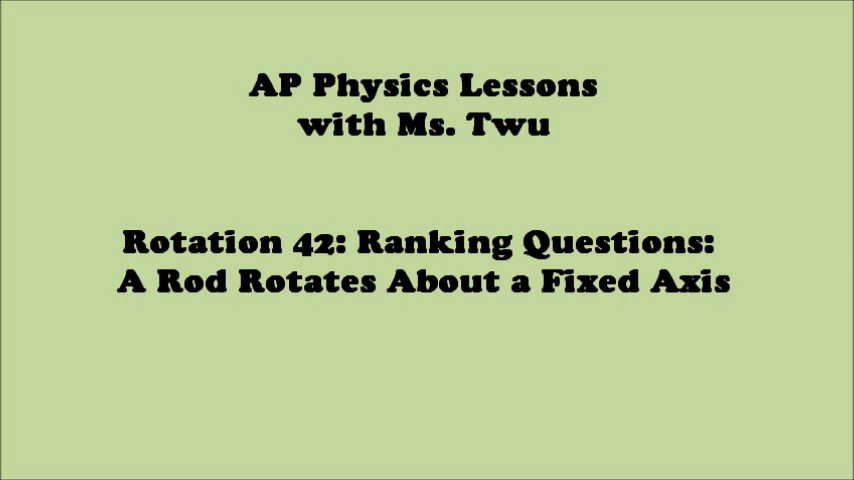 AP Physics Lessons
with Ms. Twu
Rotation 42: Ranking Questions:
A Rod Rotates About a Fixed Axis